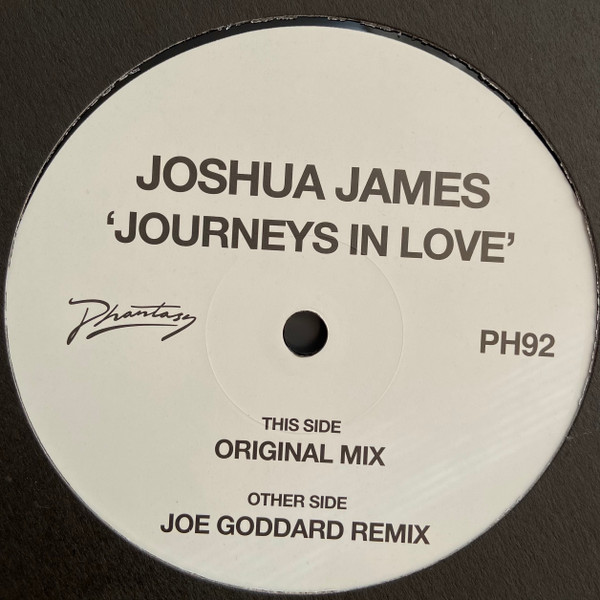 JOSHUA JAMES
‘JOURNEYS IN LOVE’
Phantasy
PH92
THIS SIDE
ORIGINAL MIX
OTHER SIDE
JOE GODDARD REMIX